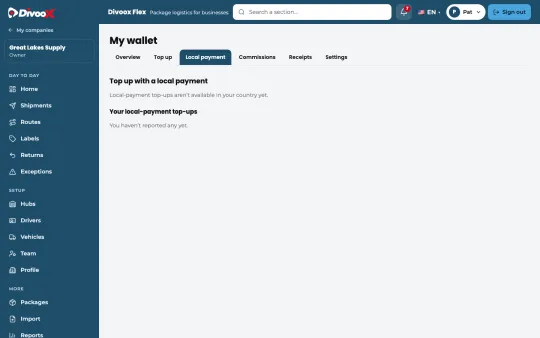 DivooX
Divoox Flex
Package logistics for businesses
Search a section...
7
EN
P
Pat
Sign out
My companies
Great Lakes Supply
Owner
DAY TO DAY
Home
Shipments
Routes
Labels
Returns
Exceptions
SETUP
Hubs
Drivers
Vehicles
Team
Profile
MORE
Packages
Import
Reports
My wallet
Overview
Top up
Local payment
Commissions
Receipts
Settings
Top up with a local payment
Local-payment top-ups aren't available in your country yet.
Your local-payment top-ups
You haven't reported any yet.